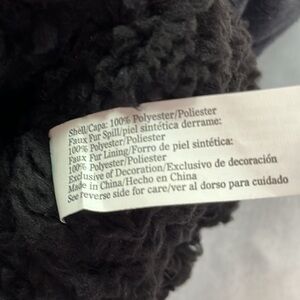 Shell/Capa: 100% Polyester/Poliester
Faux Fur Spill/piel sintética derrame:
100% Polyester/Poliester
Faux Fur Lining/Forro de piel sintética:
100% Polyester/Poliester
Exclusive of Decoration/Exclusivo de decoración
Made in China/Hecho en China
See reverse side for care/ver al dorso para cuidado